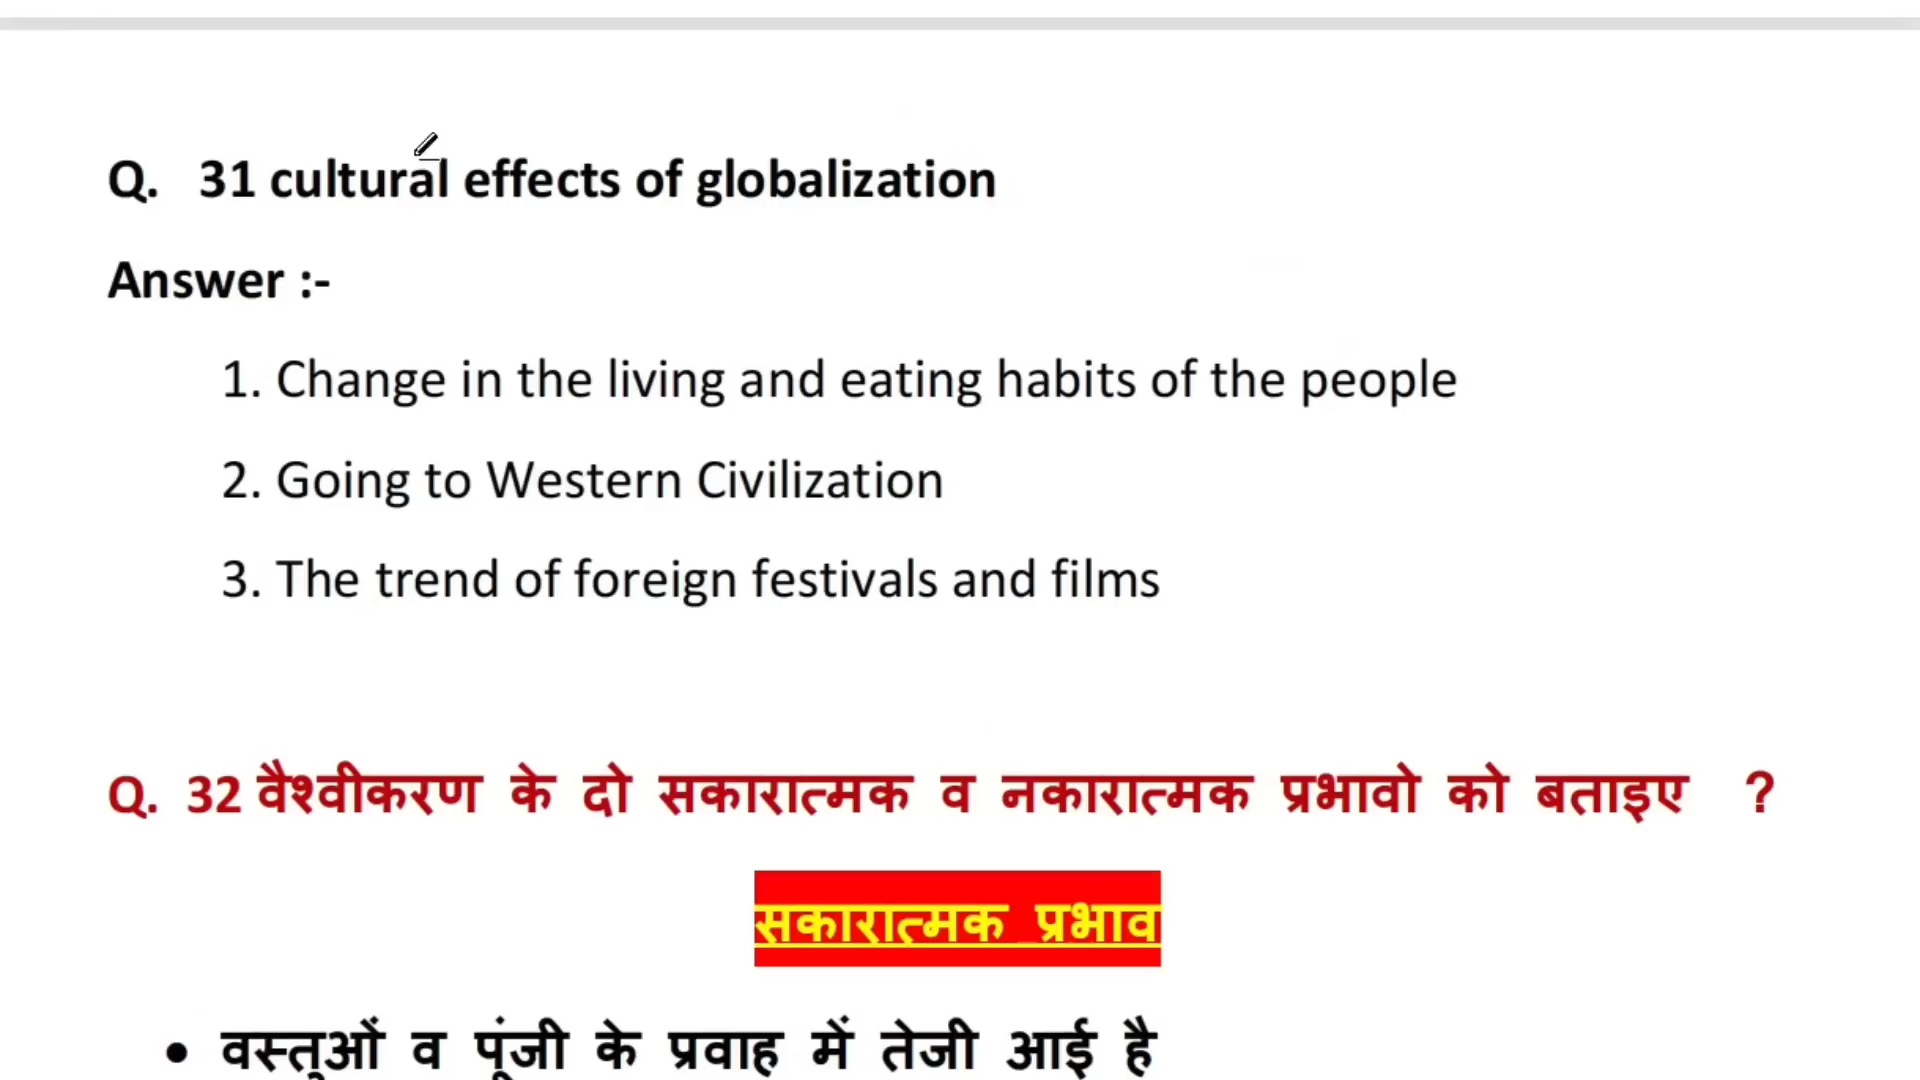 Q. 31 cultural effects of globalization
Answer :-
1. Change in the living and eating habits of the people
2. Going to Western Civilization
3. The trend of foreign festivals and films
Q. 32 वैश्वीकरण के दो सकारात्मक व नकारात्मक प्रभावो को बताइए ?
सकारात्मक प्रभाव
• वस्तुओं व पूंजी के प्रवाह में तेजी आई है